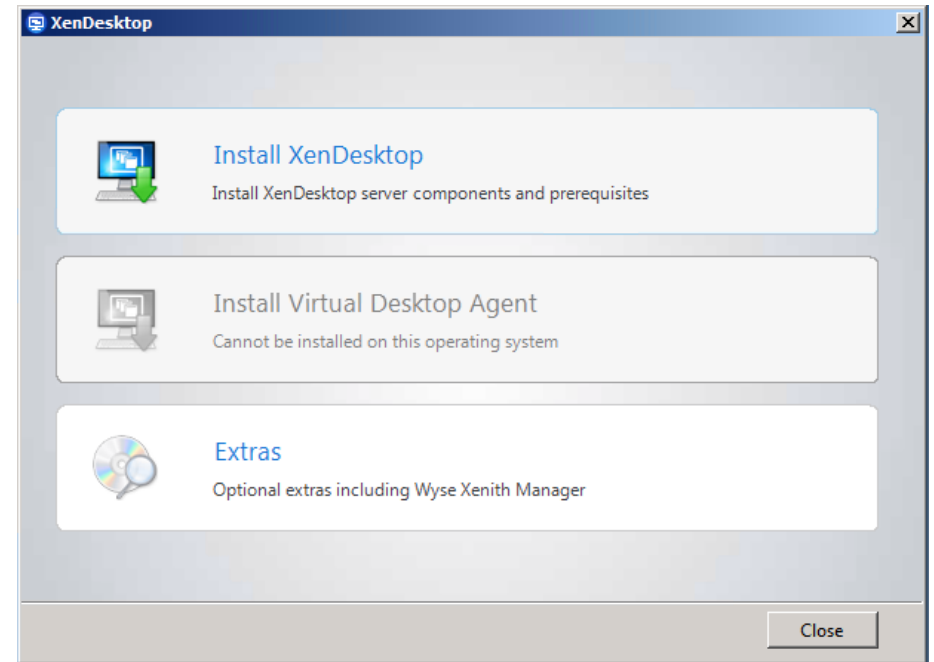 XenDesktop
Install XenDesktop
Install XenDesktop server components and prerequisites
Install Virtual Desktop Agent
Cannot be installed on this operating system
Extras
Optional extras including Wyse Xenith Manager
Close